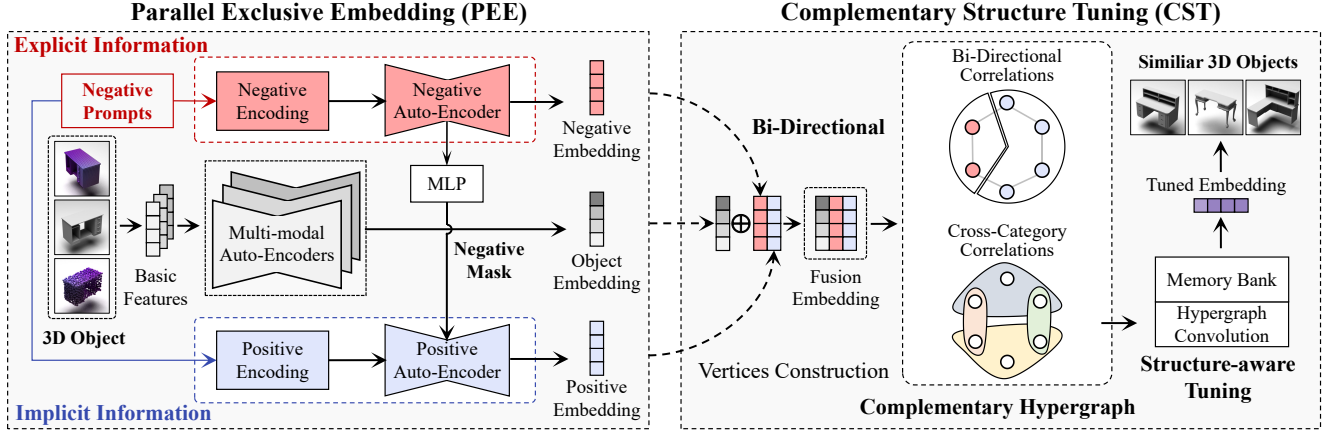 Parallel Exclusive Embedding (PEE)
Explicit Information
Negative
Prompts
Negative
Encoding
Negative
Auto-Encoder
Negative
Embedding
MLP
3D Object
Basic
Features
Multi-modal
Auto-Encoders
Negative
Mask
Object
Embedding
Positive
Encoding
Positive
Auto-Encoder
Positive
Embedding
Implicit Information
Complementary Structure Tuning (CST)
Bi-Directional
Fusion
Embedding
Vertices Construction
Bi-Directional
Correlations
Cross-Category
Correlations
Complementary Hypergraph
Similiar 3D Objects
Tuned Embedding
Memory Bank
Hypergraph
Convolution
Structure-aware
Tuning